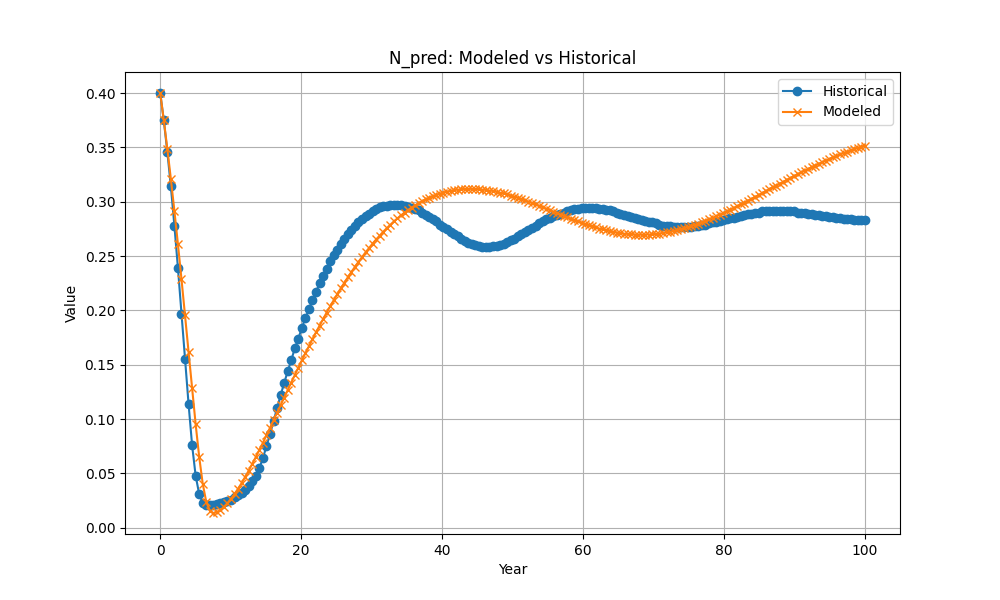 N_pred: Modeled vs Historical
Historical
Modeled
0.40
0.35
0.30
0.25
0.20
0.15
0.10
0.05
0.00
Value
0 20 40 60 80 100
Year